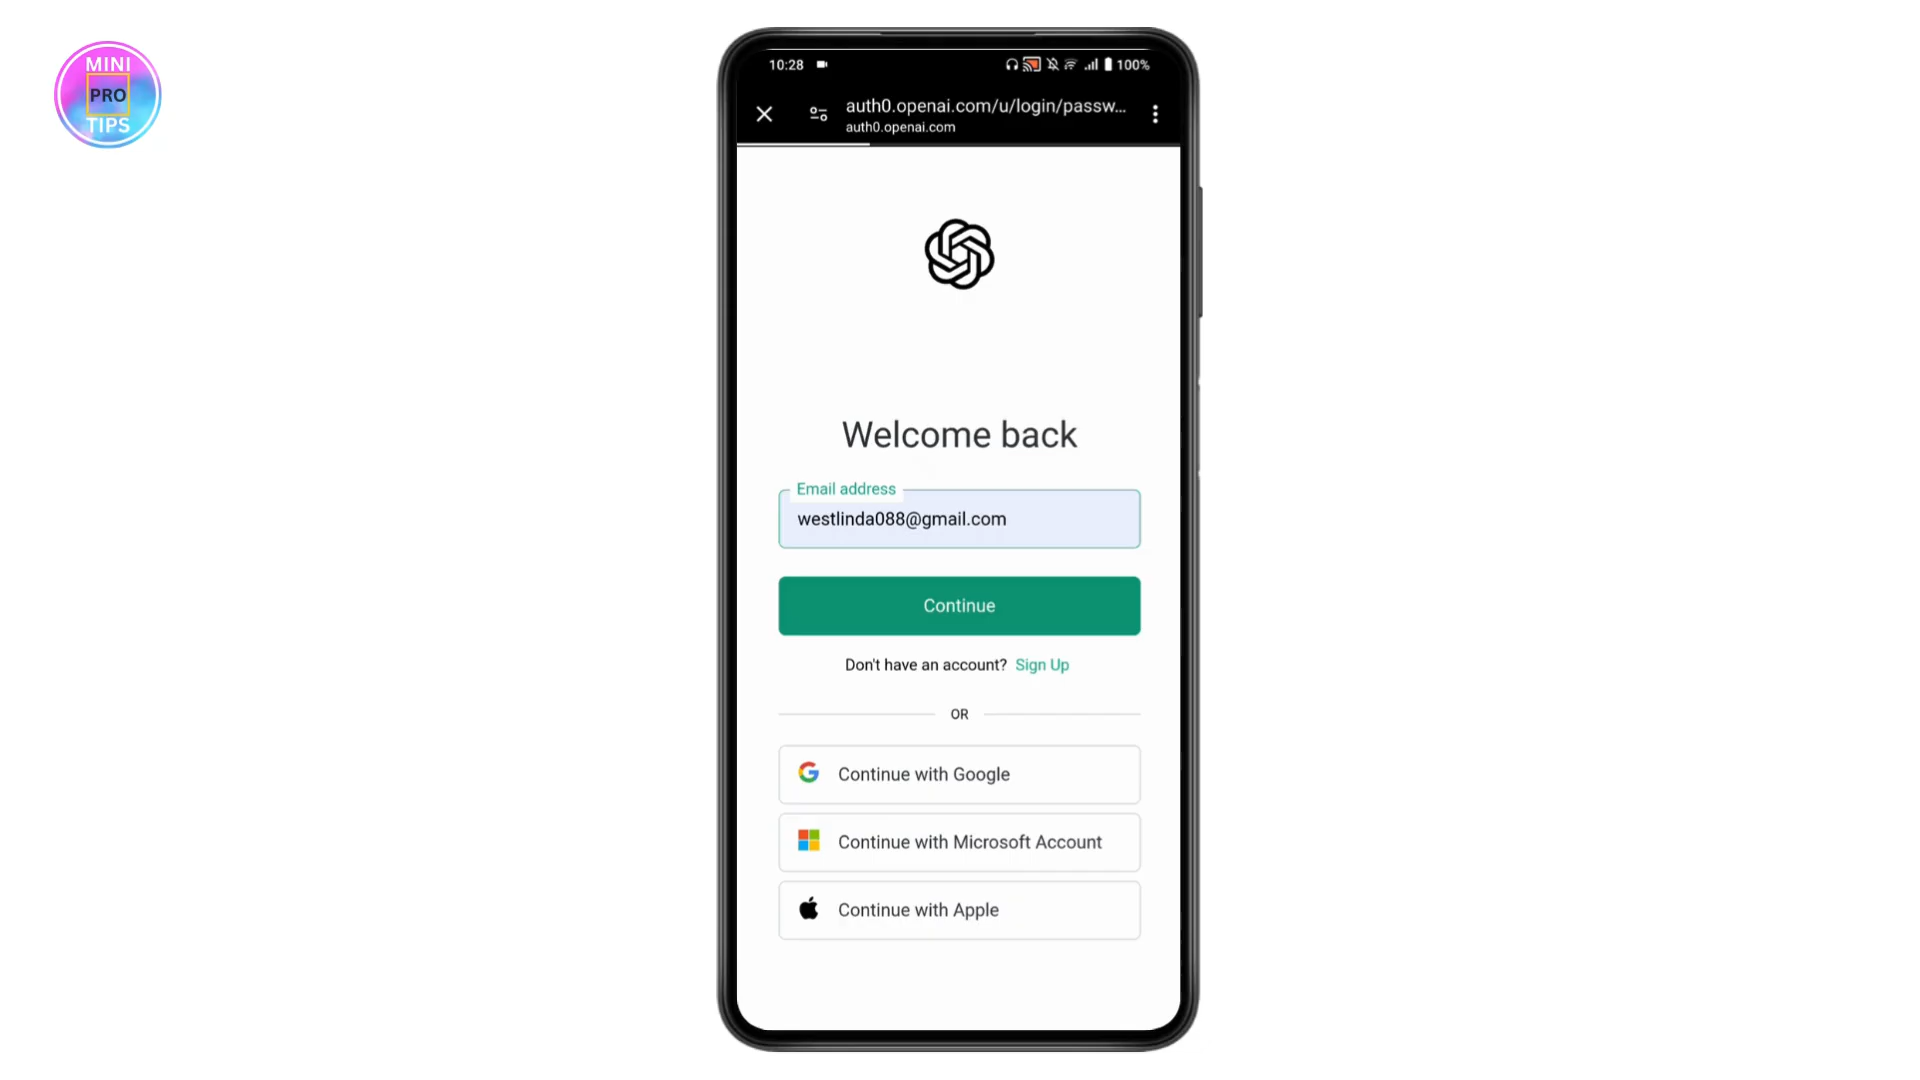 MINI
PRO
TIPS
10:28
100%
auth0.openai.com/u/login/passw...
auth0.openai.com
Welcome back
Email address
westlinda088@gmail.com
Continue
Don't have an account? Sign Up
OR
Continue with Google
Continue with Microsoft Account
Continue with Apple